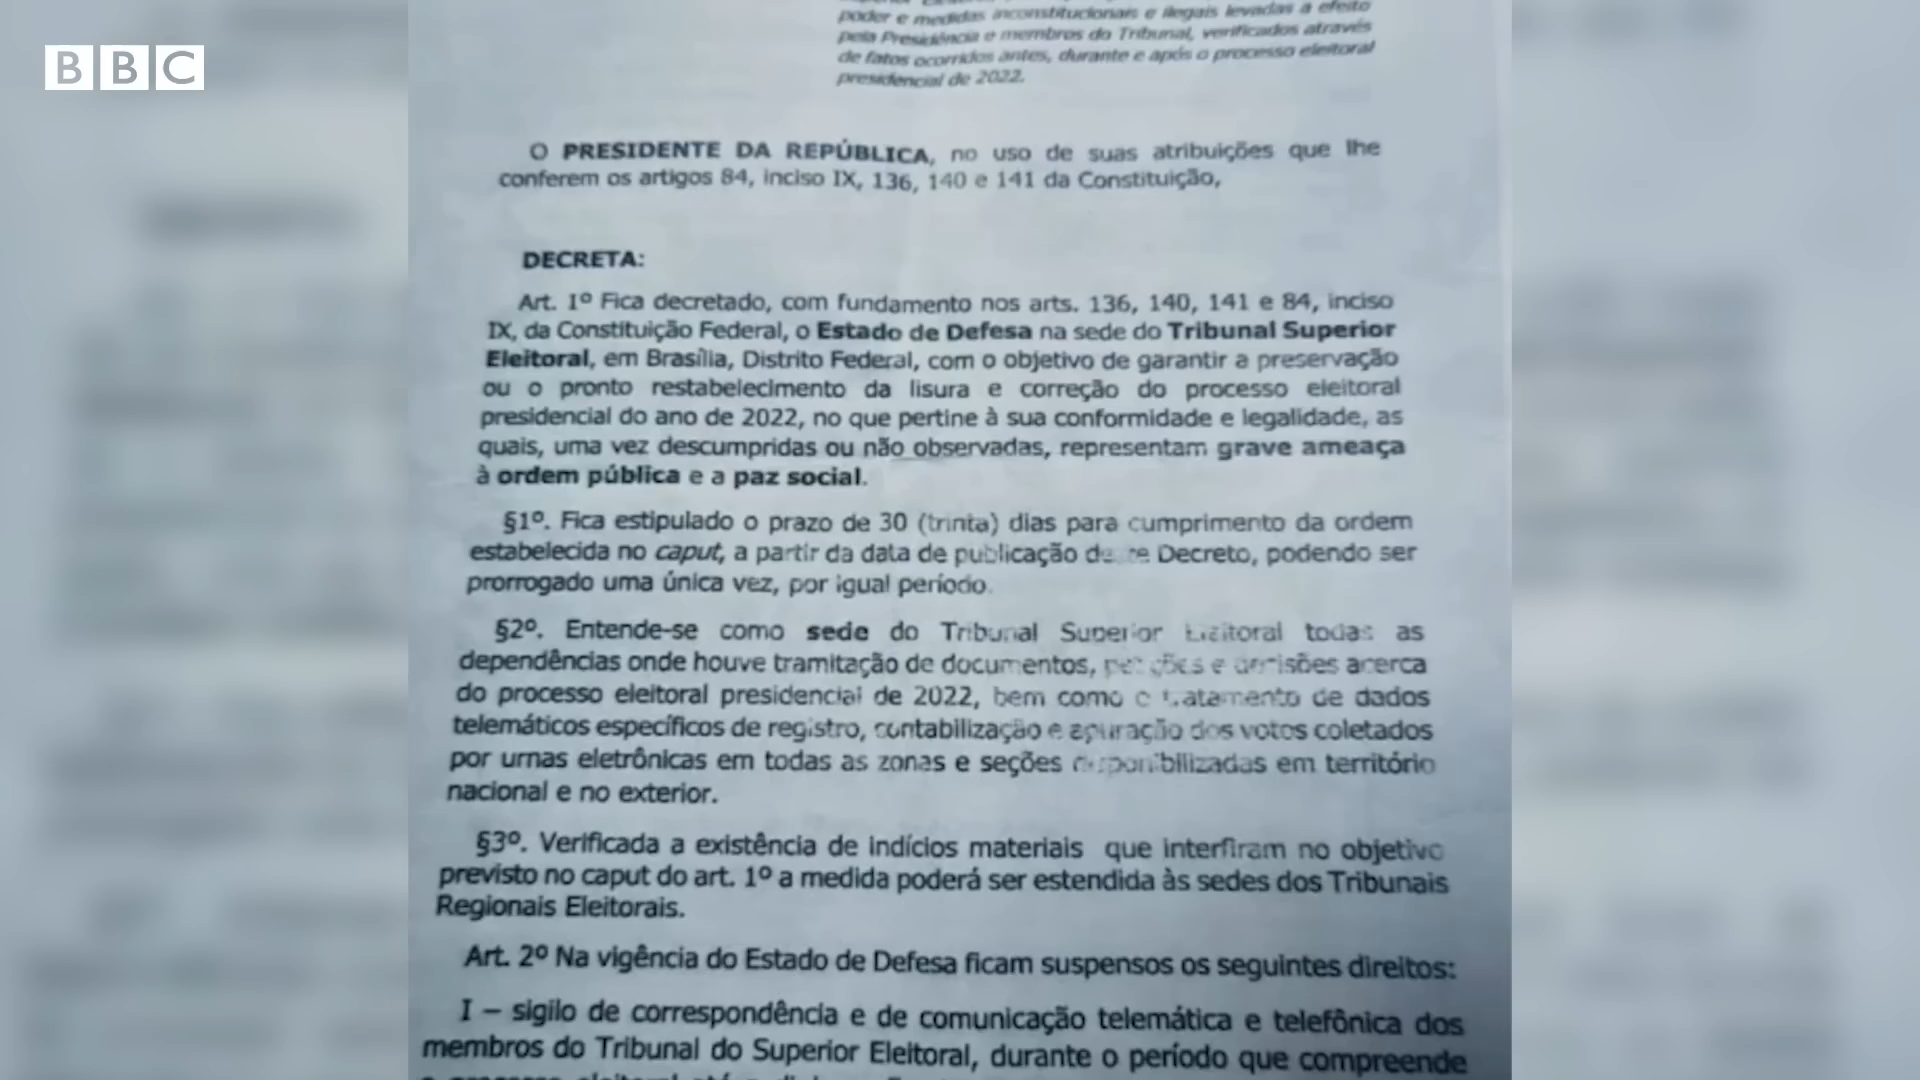 BBC
poder e medidas inconstitucionais e ilegais levadas a efeito
pela Presidência e membros do Tribunal, verificados através
de fatos ocorridos antes, durante e após o processo eleitoral
presidencial de 2022.
O PRESIDENTE DA REPÚBLICA, no uso de suas atribuições que lhe
conferem os artigos 84, inciso IX, 136, 140 e 141 da Constituição,
DECRETA:
Art. 1º Fica decretado, com fundamento nos arts. 136, 140, 141 e 84, inciso
IX, da Constituição Federal, o Estado de Defesa na sede do Tribunal Superior
Eleitoral, em Brasília, Distrito Federal, com o objetivo de garantir a preservação
ou o pronto restabelecimento da lisura e correção do processo eleitoral
presidencial do ano de 2022, no que pertine à sua conformidade e legalidade, as
quais, uma vez descumpridas ou não observadas, representam grave ameaça
à ordem pública e a paz social.
§1º. Fica estipulado o prazo de 30 (trinta) dias para cumprimento da ordem
estabelecida no caput, a partir da data de publicação deste Decreto, podendo ser
prorrogado uma única vez, por igual período.
§2º. Entende-se como sede do Tribunal Superior Eleitoral todas as
dependências onde houve tramitação de documentos, petições e decisões acerca
do processo eleitoral presidencial de 2022, bem como o tratamento de dados
telemáticos específicos de registro, contabilização e apuração dos votos coletados
por urnas eletrônicas em todas as zonas e seções disponibilizadas em território
nacional e no exterior.
§3º. Verificada a existência de indícios materiais que interfiram no objetivo
previsto no caput do art. 1º a medida poderá ser estendida às sedes dos Tribunais
Regionais Eleitorais.
Art. 2º Na vigência do Estado de Defesa ficam suspensos os seguintes direitos:
I – sigilo de correspondência e de comunicação telemática e telefônica dos
membros do Tribunal do Superior Eleitoral, durante o período que compreende